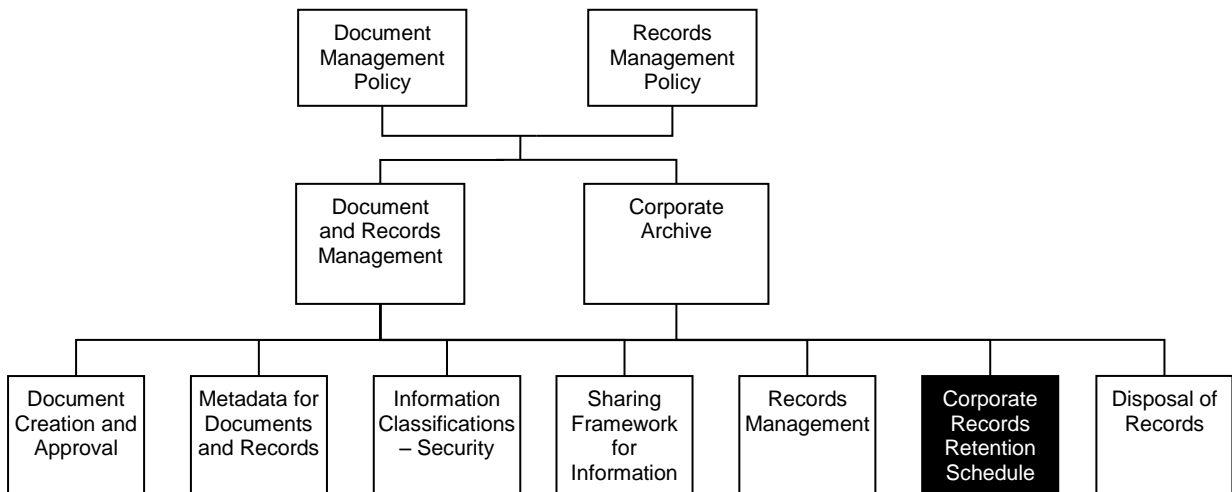 Document
Management
Policy
Records
Management
Policy
Document
and Records
Management
Corporate
Archive
Document
Creation and
Approval
Metadata for
Documents
and Records
Information
Classifications
– Security
Sharing
Framework
for
Information
Records
Management
Corporate
Records
Retention
Schedule
Disposal of
Records